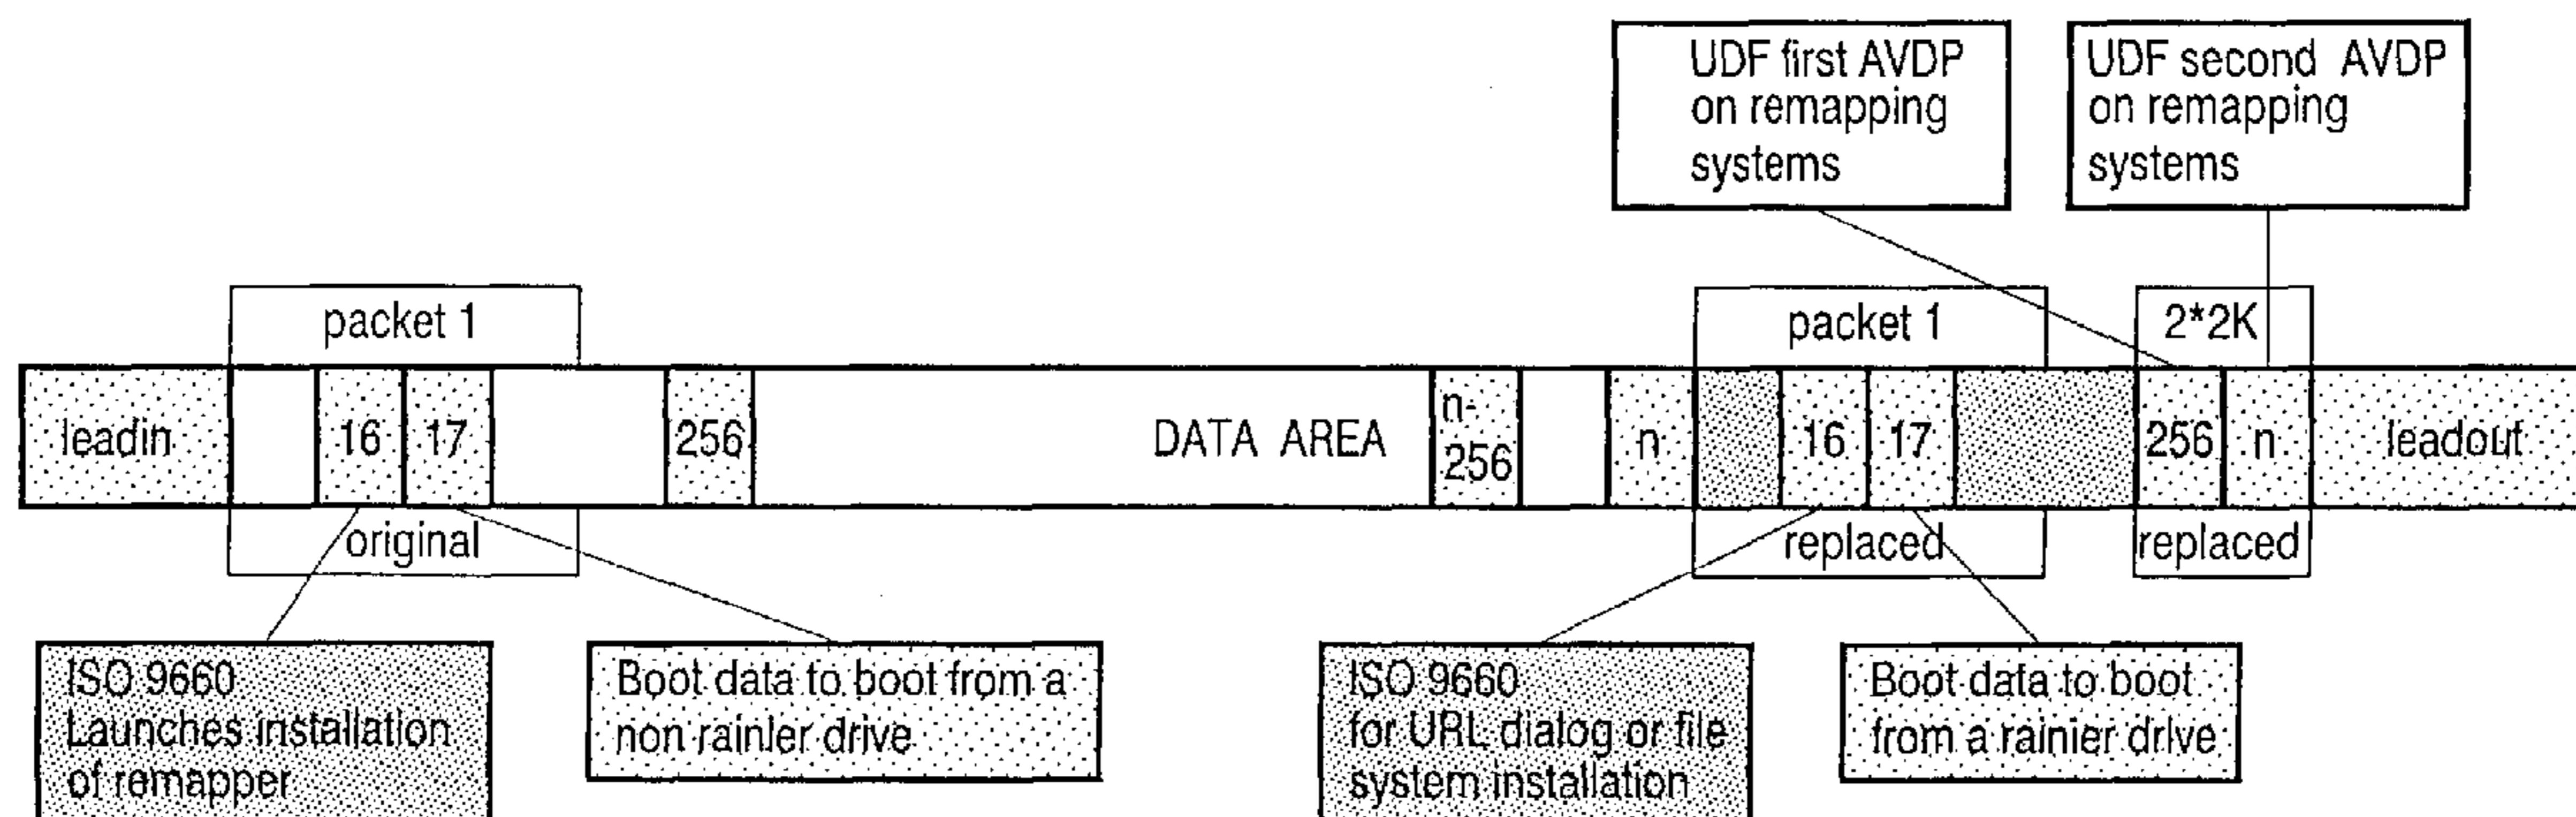 UDF first AVDP
on remapping
systems
UDF second AVDP
on remapping
systems
packet 1
packet 1
2*2K
leadin
16
17
256
DATA AREA
n-
256
n
16
17
256
n
leadout
original
replaced
replaced
ISO 9660
Launches installation
of remapper
Boot data to boot from a
non rainier drive
ISO 9660
for URL dialog or file
system installation
Boot data to boot
from a rainier drive